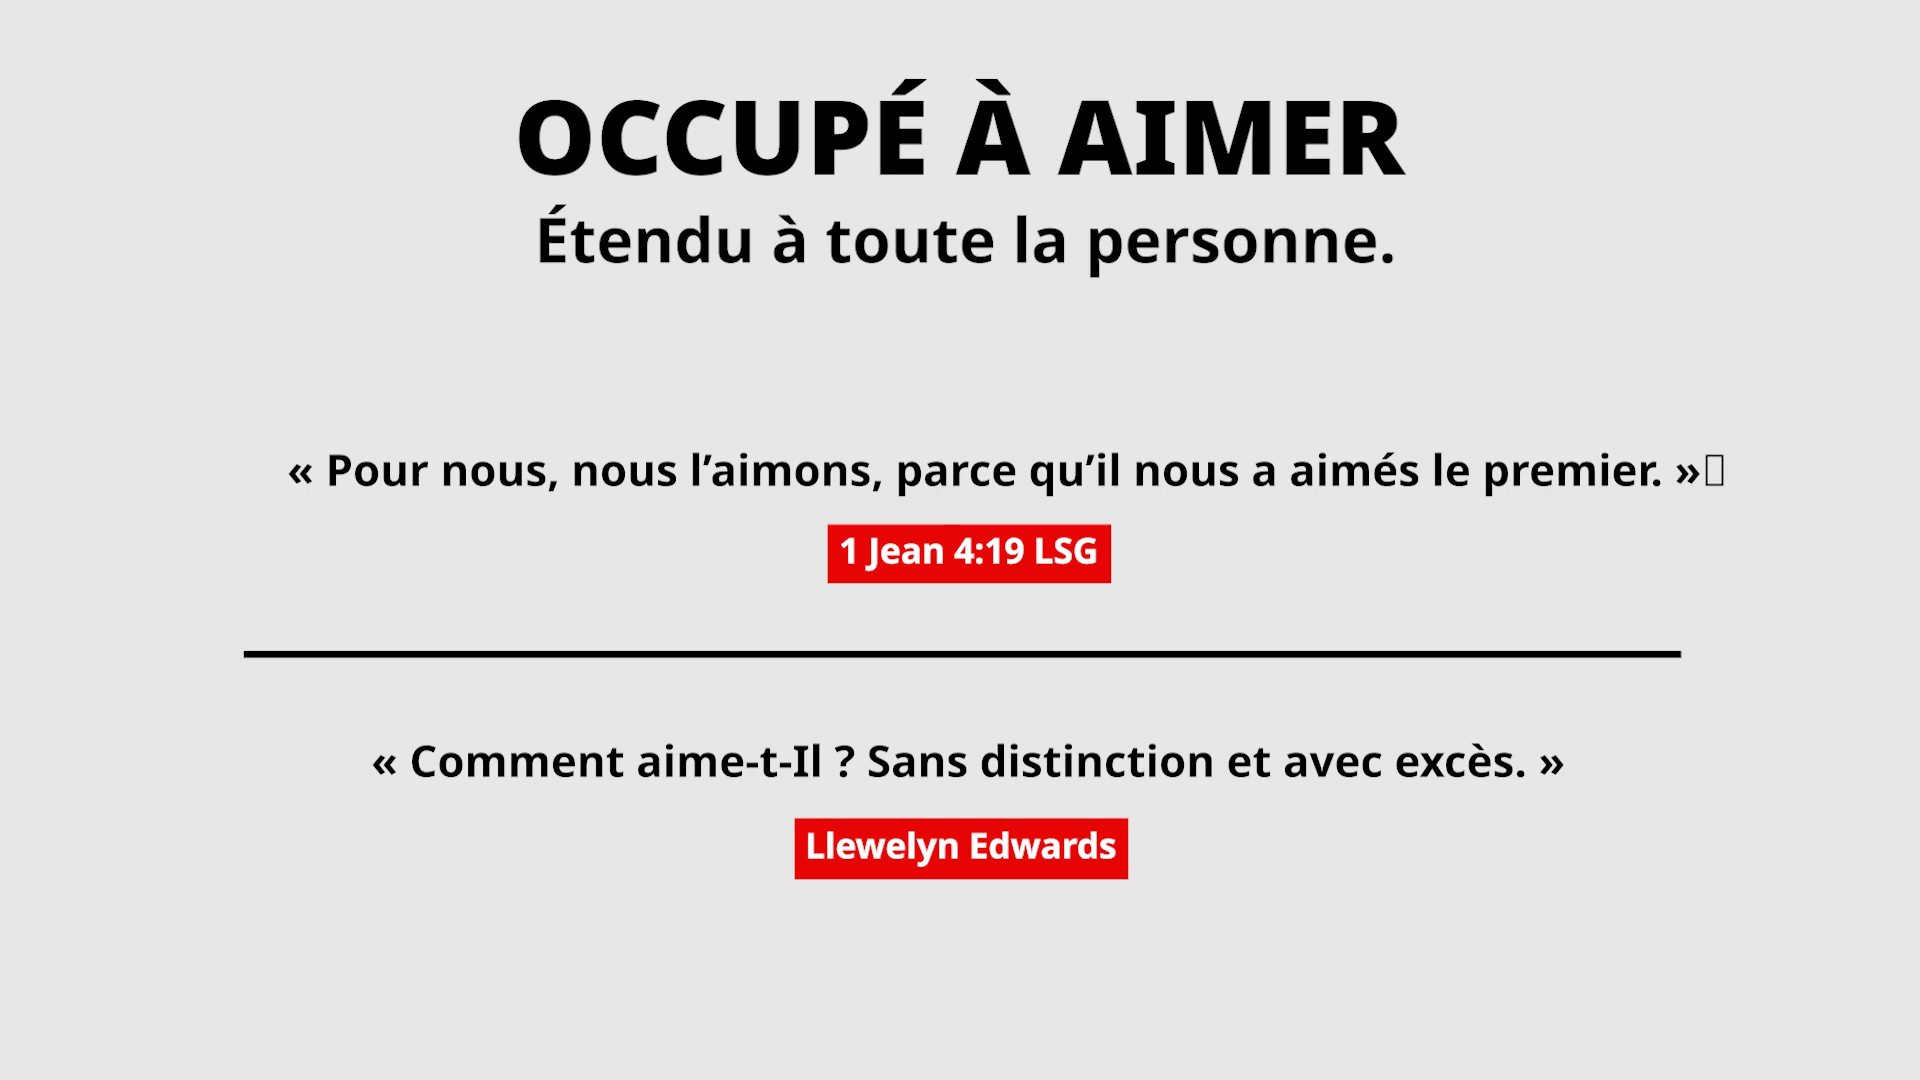 OCCUPÉ À AIMER
Étendu à toute la personne.
« Pour nous, nous l’aimons, parce qu’il nous a aimés le premier. »
1 Jean 4:19 LSG
« Comment aime-t-Il ? Sans distinction et avec excès. »
Llewelyn Edwards